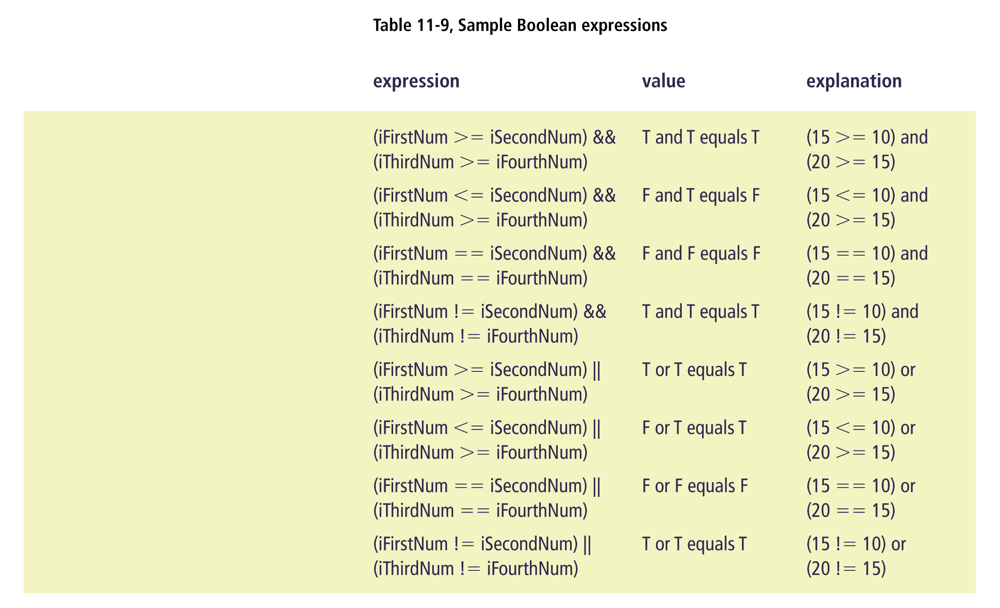 Table 11-9, Sample Boolean expressions
expression value explanation
(iFirstNum >= iSecondNum) && T and T equals T (15 >= 10) and
(iThirdNum >= iFourthNum) (20 >= 15)
(iFirstNum <= iSecondNum) && F and T equals F (15 <= 10) and
(iThirdNum >= iFourthNum) (20 >= 15)
(iFirstNum == iSecondNum) && F and F equals F (15 == 10) and
(iThirdNum == iFourthNum) (20 == 15)
(iFirstNum != iSecondNum) && T and T equals T (15 != 10) and
(iThirdNum != iFourthNum) (20 != 15)
(iFirstNum >= iSecondNum) || T or T equals T (15 >= 10) or
(iThirdNum >= iFourthNum) (20 >= 15)
(iFirstNum <= iSecondNum) || F or T equals T (15 <= 10) or
(iThirdNum >= iFourthNum) (20 >= 15)
(iFirstNum == iSecondNum) || F or F equals F (15 == 10) or
(iThirdNum == iFourthNum) (20 == 15)
(iFirstNum != iSecondNum) || T or T equals T (15 != 10) or
(iThirdNum != iFourthNum) (20 != 15)